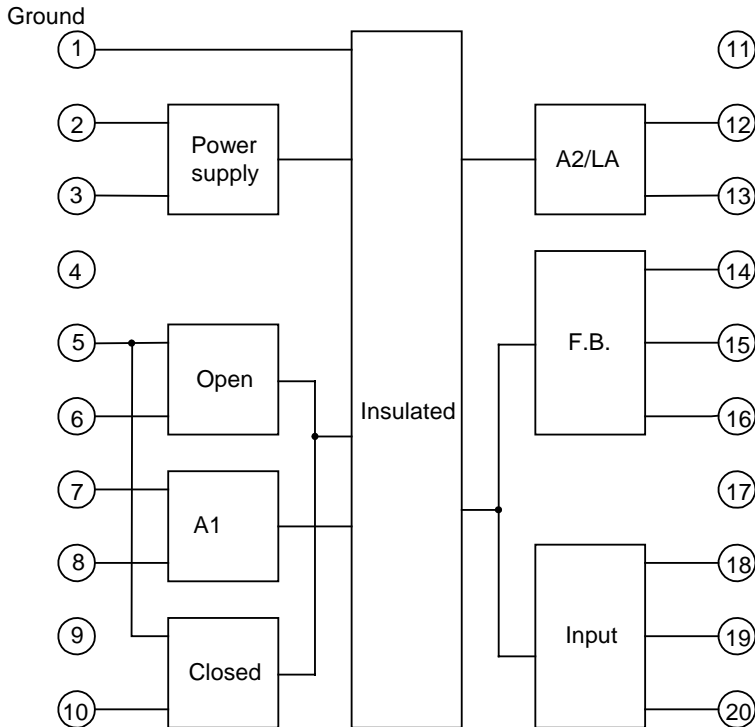 Ground
1
11
2
12
Power
supply
A2/LA
3
13
4
14
5
15
F.B.
Open
Insulated
6
16
7
17
A1
8
18
9
19
Input
Closed
10
20